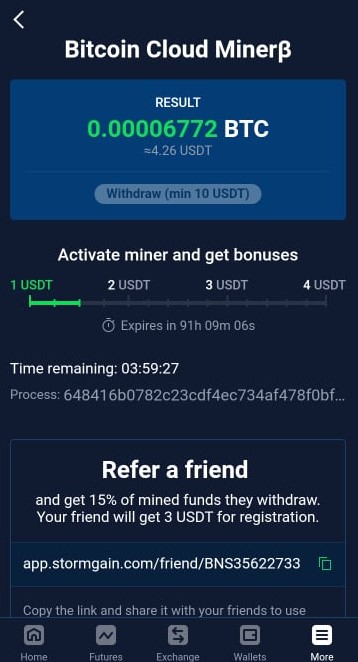 Bitcoin Cloud Minerβ
RESULT
0.00006772 BTC
≈4.26 USDT
Withdraw (min 10 USDT)
Activate miner and get bonuses
1 USDT 2 USDT 3 USDT 4 USDT
Expires in 91h 09m 06s
Time remaining: 03:59:27
Process: 648416b0782c23cdf4ec734af478f0bf...
Refer a friend
and get 15% of mined funds they withdraw.
Your friend will get 3 USDT for registration.
app.stormgain.com/friend/BNS35622733
Copy the link and share it with your friends to use
Home Futures Exchange Wallets More